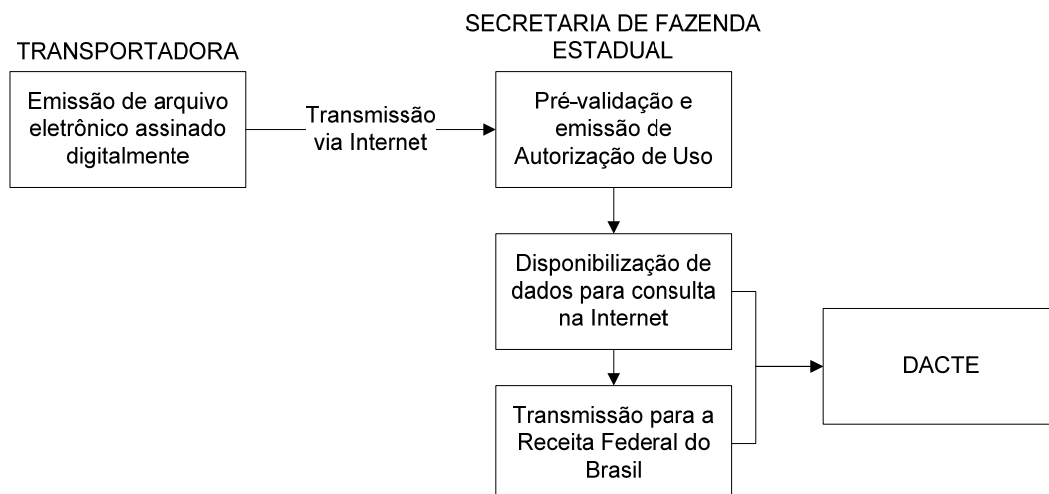 TRANSPORTADORA
Emissão de arquivo
eletrônico assinado
digitalmente
Transmissão
via Internet
SECRETARIA DE FAZENDA
ESTADUAL
Pré-validação e
emissão de
Autorização de Uso
Disponibilização de
dados para consulta
na Internet
Transmissão para a
Receita Federal do
Brasil
DACTE